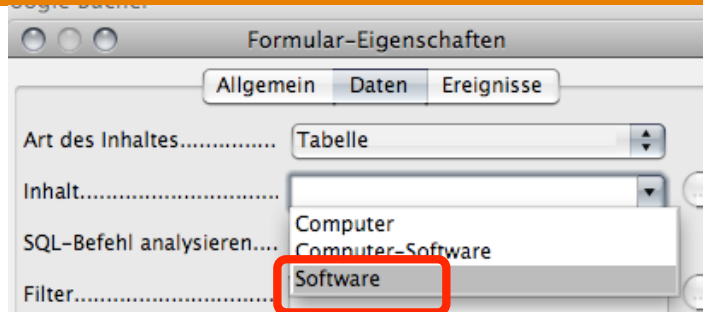 Formular-Eigenschaften
Allgemein Daten Ereignisse
Art des Inhaltes............... Tabelle
Inhalt..............................
Computer
SQL-Befehl analysieren.... Computer-Software
Software
Filter..............................